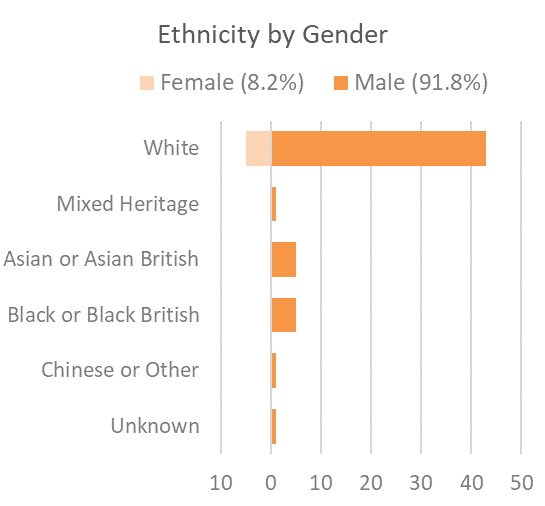 Ethnicity by Gender
Female (8.2%) Male (91.8%)
White
Mixed Heritage
Asian or Asian British
Black or Black British
Chinese or Other
Unknown
10 0 10 20 30 40 50